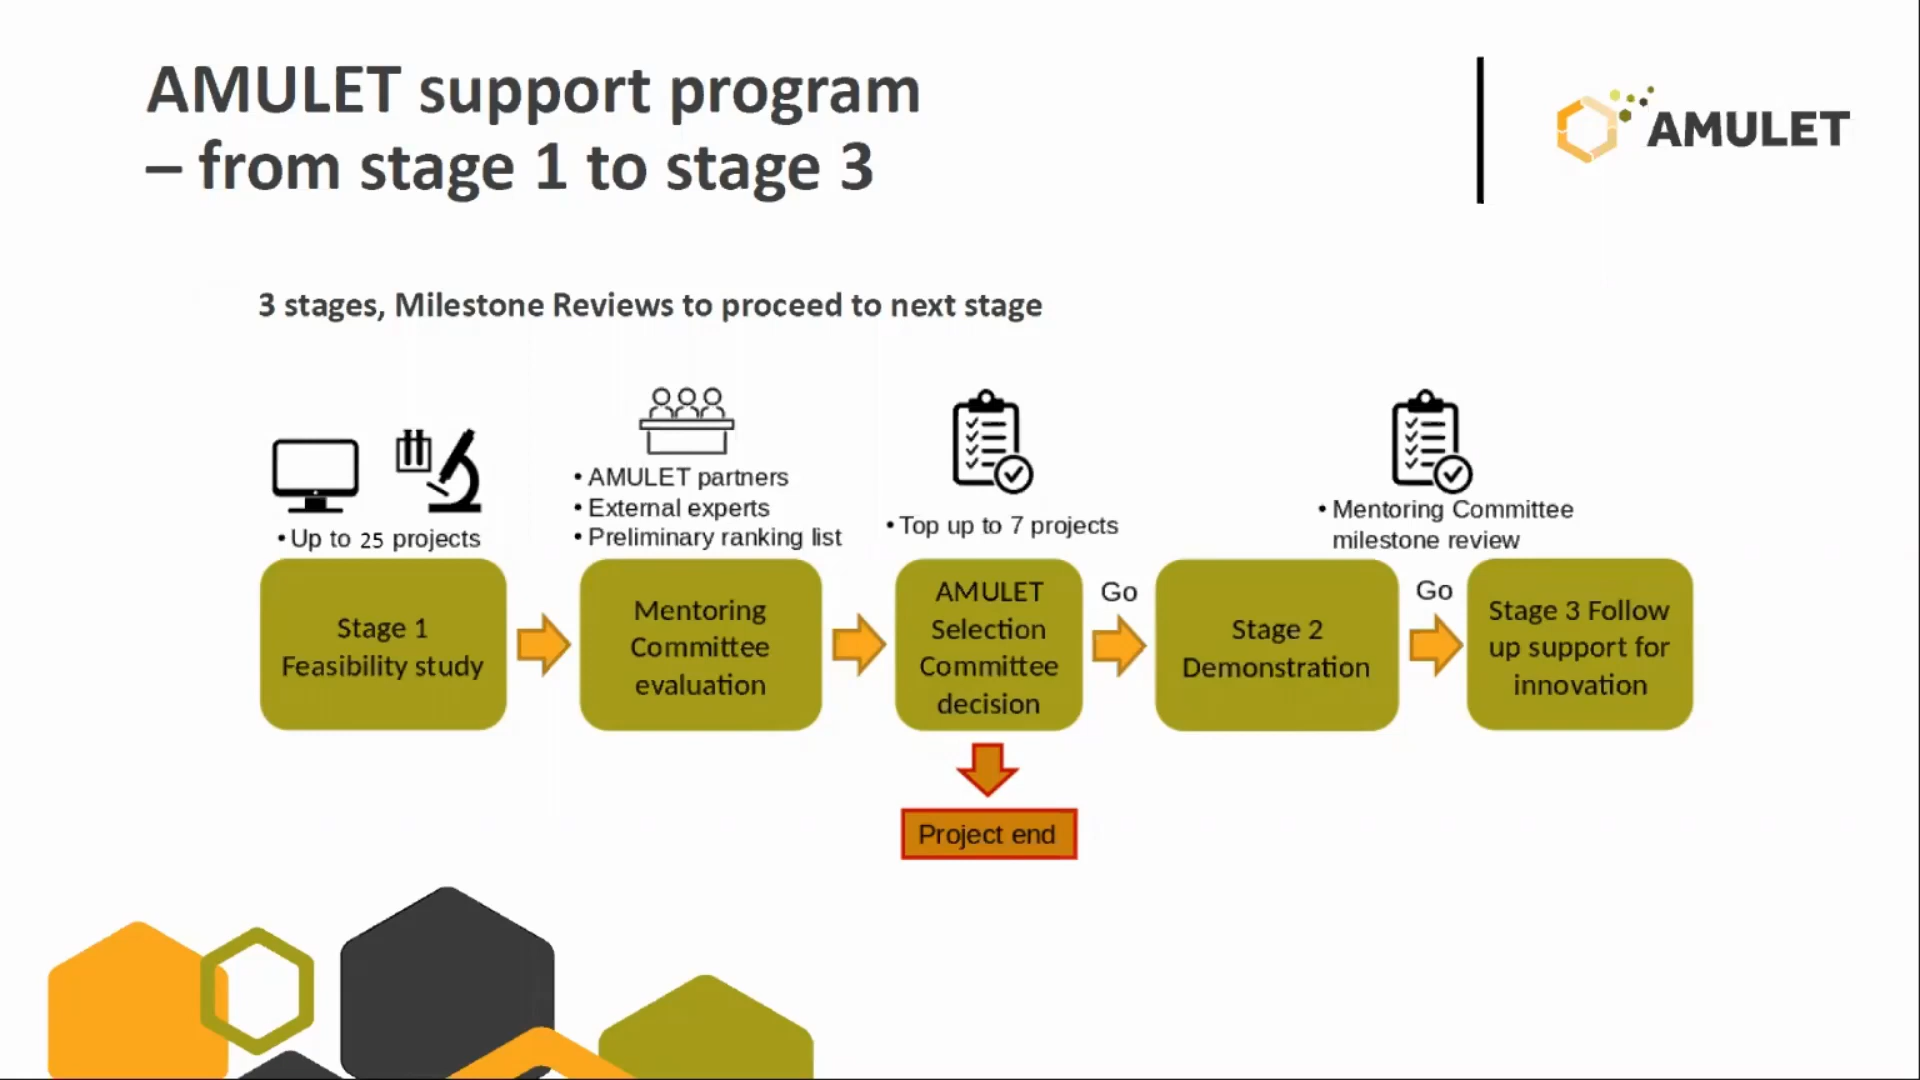 AMULET support program
– from stage 1 to stage 3
AMULET
3 stages, Milestone Reviews to proceed to next stage
• Up to 25 projects
• AMULET partners
• External experts
• Preliminary ranking list
• Top up to 7 projects
• Mentoring Committee
milestone review
Stage 1
Feasibility study
Mentoring
Committee
evaluation
AMULET
Selection
Committee
decision
Go
Stage 2
Demonstration
Go
Stage 3 Follow
up support for
innovation
Project end